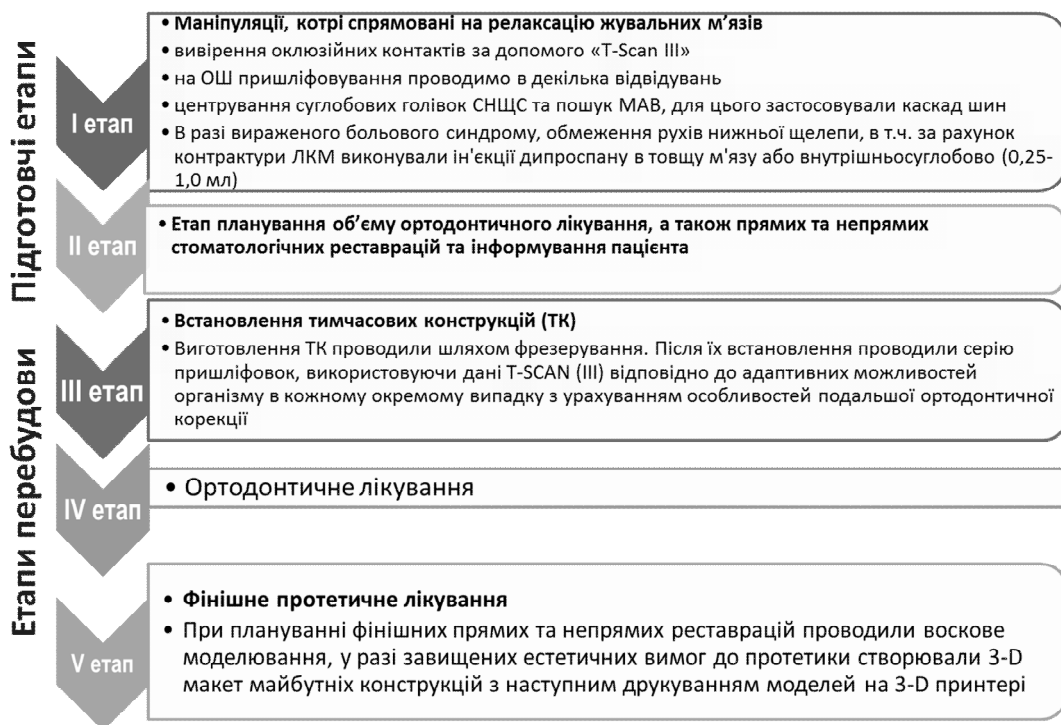 Підготовчі етапи
I етап
• Маніпуляції, котрі спрямовані на релаксацію жувальних м'язів
• вивірення оклюзійних контактів за допомого «T-Scan III»
• на ОШ пришліфовування проводимо в декілька відвідувань
• центрування суглобових голівок СНЩС та пошук МАВ, для цього застосовували каскад шин
• В разі вираженого больового синдрому, обмеження рухів нижньої щелепи, в т.ч. за рахунок
контрактури ЛКМ виконували ін'єкції дипроспану в товщу м'язу або внутрішньосуглобово (0,25-
1,0 мл)
II етап
• Етап планування об'єму ортодонтичного лікування, а також прямих та непрямих
стоматологічних реставрацій та інформування пацієнта
Етапи перебудови
III етап
• Встановлення тимчасових конструкцій (ТК)
• Виготовлення ТК проводили шляхом фрезерування. Після їх встановлення проводили серію
пришліфовок, використовуючи дані T-SCAN (III) відповідно до адаптивних можливостей
організму в кожному окремому випадку з урахуванням особливостей подальшої ортодонтичної
корекції
IV етап
• Ортодонтичне лікування
V етап
• Фінішне протетичне лікування
• При плануванні фінішних прямих та непрямих реставрацій проводили воскове
моделювання, у разі завищених естетичних вимог до протетики створювали 3-D
макет майбутніх конструкцій з наступним друкуванням моделей на 3-D принтері